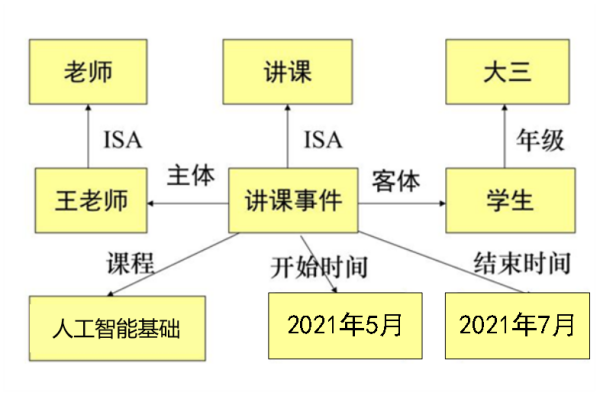 老师
讲课
大三
ISA
ISA
年级
王老师
主体
讲课事件
客体
学生
课程
开始时间
结束时间
人工智能基础
2021年5月
2021年7月